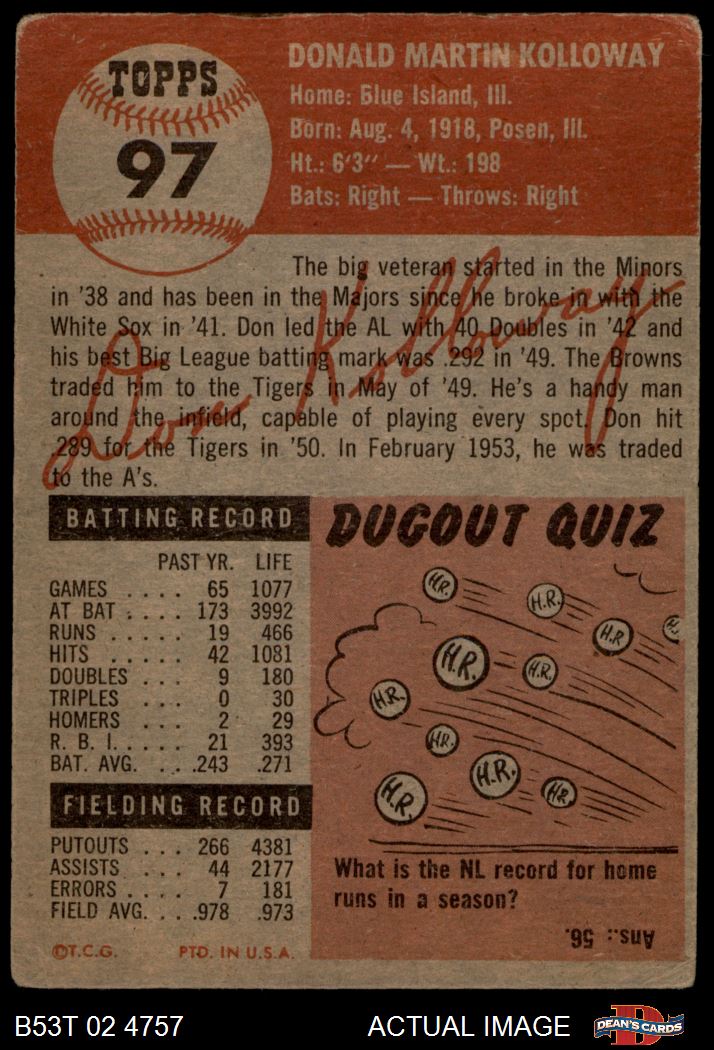 TOPPS
97
DONALD MARTIN KOLLOWAY
Home: Blue Island, Ill.
Born: Aug. 4, 1918, Posen, Ill.
Ht.: 6'3" — Wt.: 198
Bats: Right — Throws: Right
The big veteran started in the Minors
in '38 and has been in the Majors since he broke in with the
White Sox in '41. Don led the AL with 40 Doubles in '42 and
his best Big League batting mark was .292 in '49. The Browns
traded him to the Tigers in May of '49. He's a handy man
around the infield, capable of playing every spot. Don hit
.289 for the Tigers in '50. In February 1953, he was traded
to the A's.
Don Kolloway
BATTING RECORD
PAST YR. LIFE
GAMES . . . . 65 1077
AT BAT . . . . 173 3992
RUNS . . . . . 19 466
HITS . . . . . 42 1081
DOUBLES . . . 9 180
TRIPLES . . . 0 30
HOMERS . . . 2 29
R. B. I. . . . . 21 393
BAT. AVG. . . .243 .271
FIELDING RECORD
PUTOUTS . . . 266 4381
ASSISTS . . . 44 2177
ERRORS . . . . 7 181
FIELD AVG. . . .978 .973
©T.C.G. PTD. IN U.S.A.
DUGOUT QUIZ
H.R.
H.R.
H.R
H.R.
H.R.
H.R.
H.R.
H.R.
H.R.
H.R.
H.R.
What is the NL record for home
runs in a season?
Ans.: 56.
B53T 02 4757
ACTUAL IMAGE
D
DEAN'S CARDS